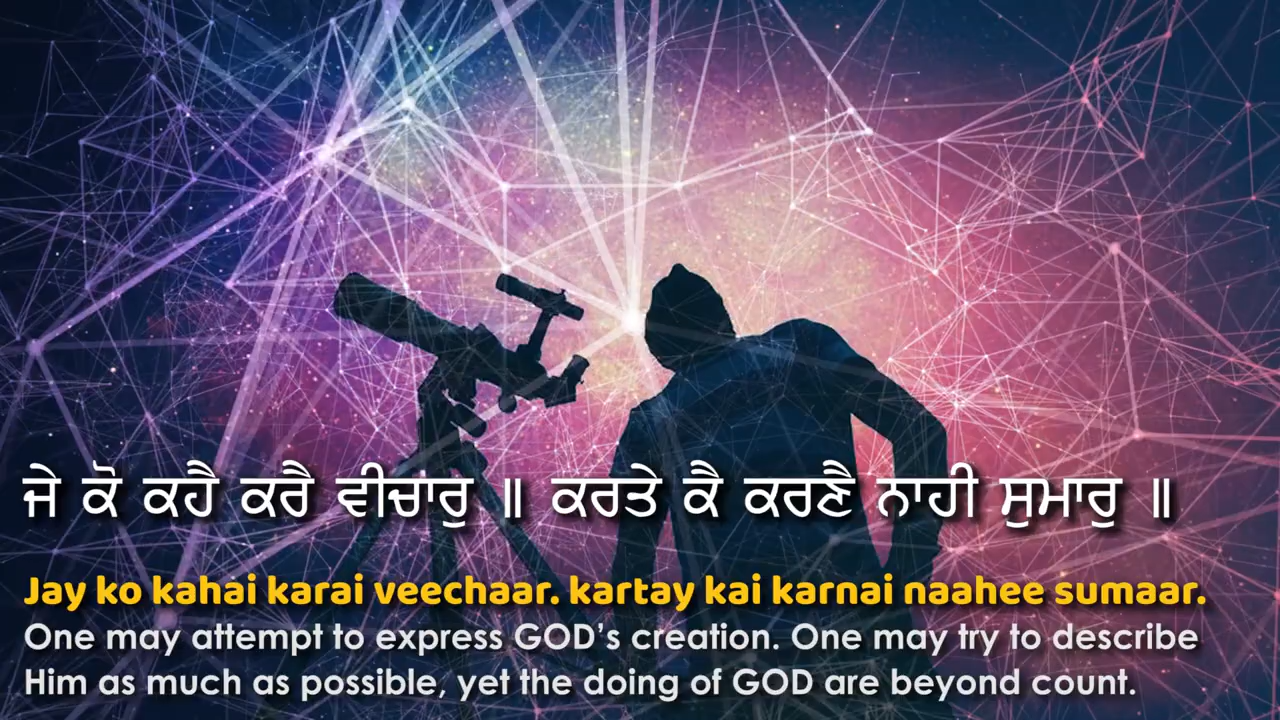 ਜੇ ਕੋ ਕਹੈ ਕਰੈ ਵੀਚਾਰੁ ॥ ਕਰਤੇ ਕੈ ਕਰਣੈ ਨਾਹੀ ਸੁਮਾਰੁ ॥
Jay ko kahai karai veechaar. kartay kai karnai naahee sumaar.
One may attempt to express GOD's creation. One may try to describe
Him as much as possible, yet the doing of GOD are beyond count.